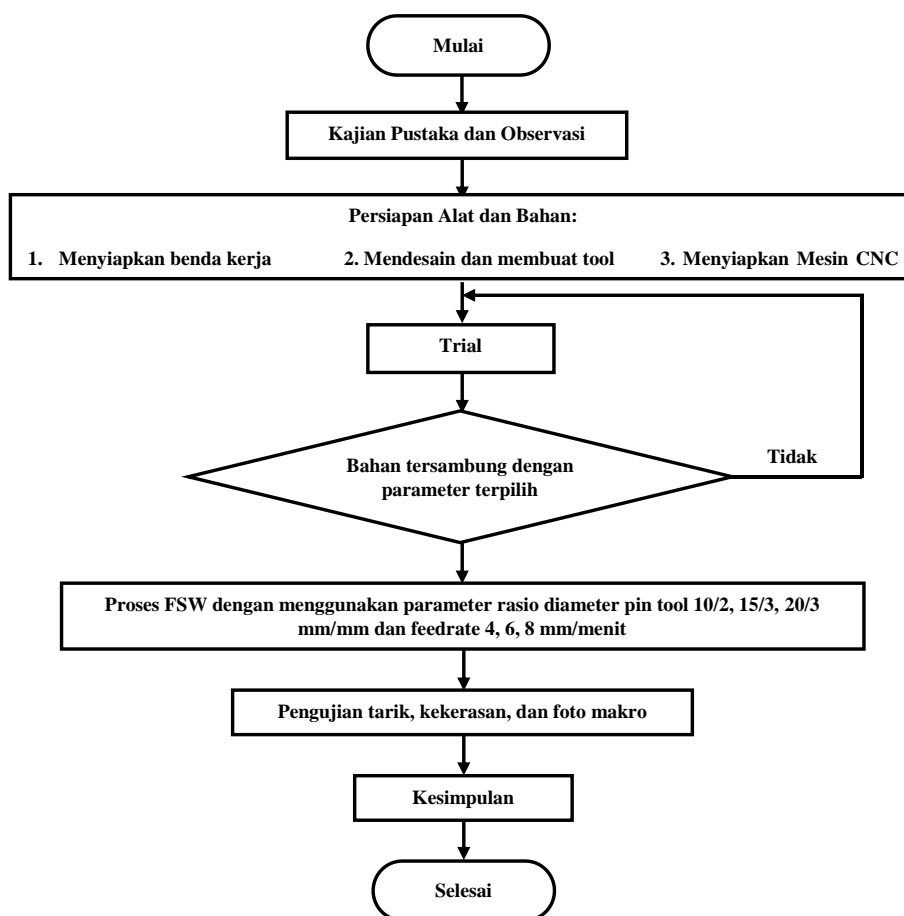 Mulai
Kajian Pustaka dan Observasi
Persiapan Alat dan Bahan:
1. Menyiapkan benda kerja 2. Mendesain dan membuat tool 3. Menyiapkan Mesin CNC
Trial
Bahan tersambung dengan
parameter terpilih
Tidak
Proses FSW dengan menggunakan parameter rasio diameter pin tool 10/2, 15/3, 20/3
mm/mm dan feedrate 4, 6, 8 mm/menit
Pengujian tarik, kekerasan, dan foto makro
Kesimpulan
Selesai